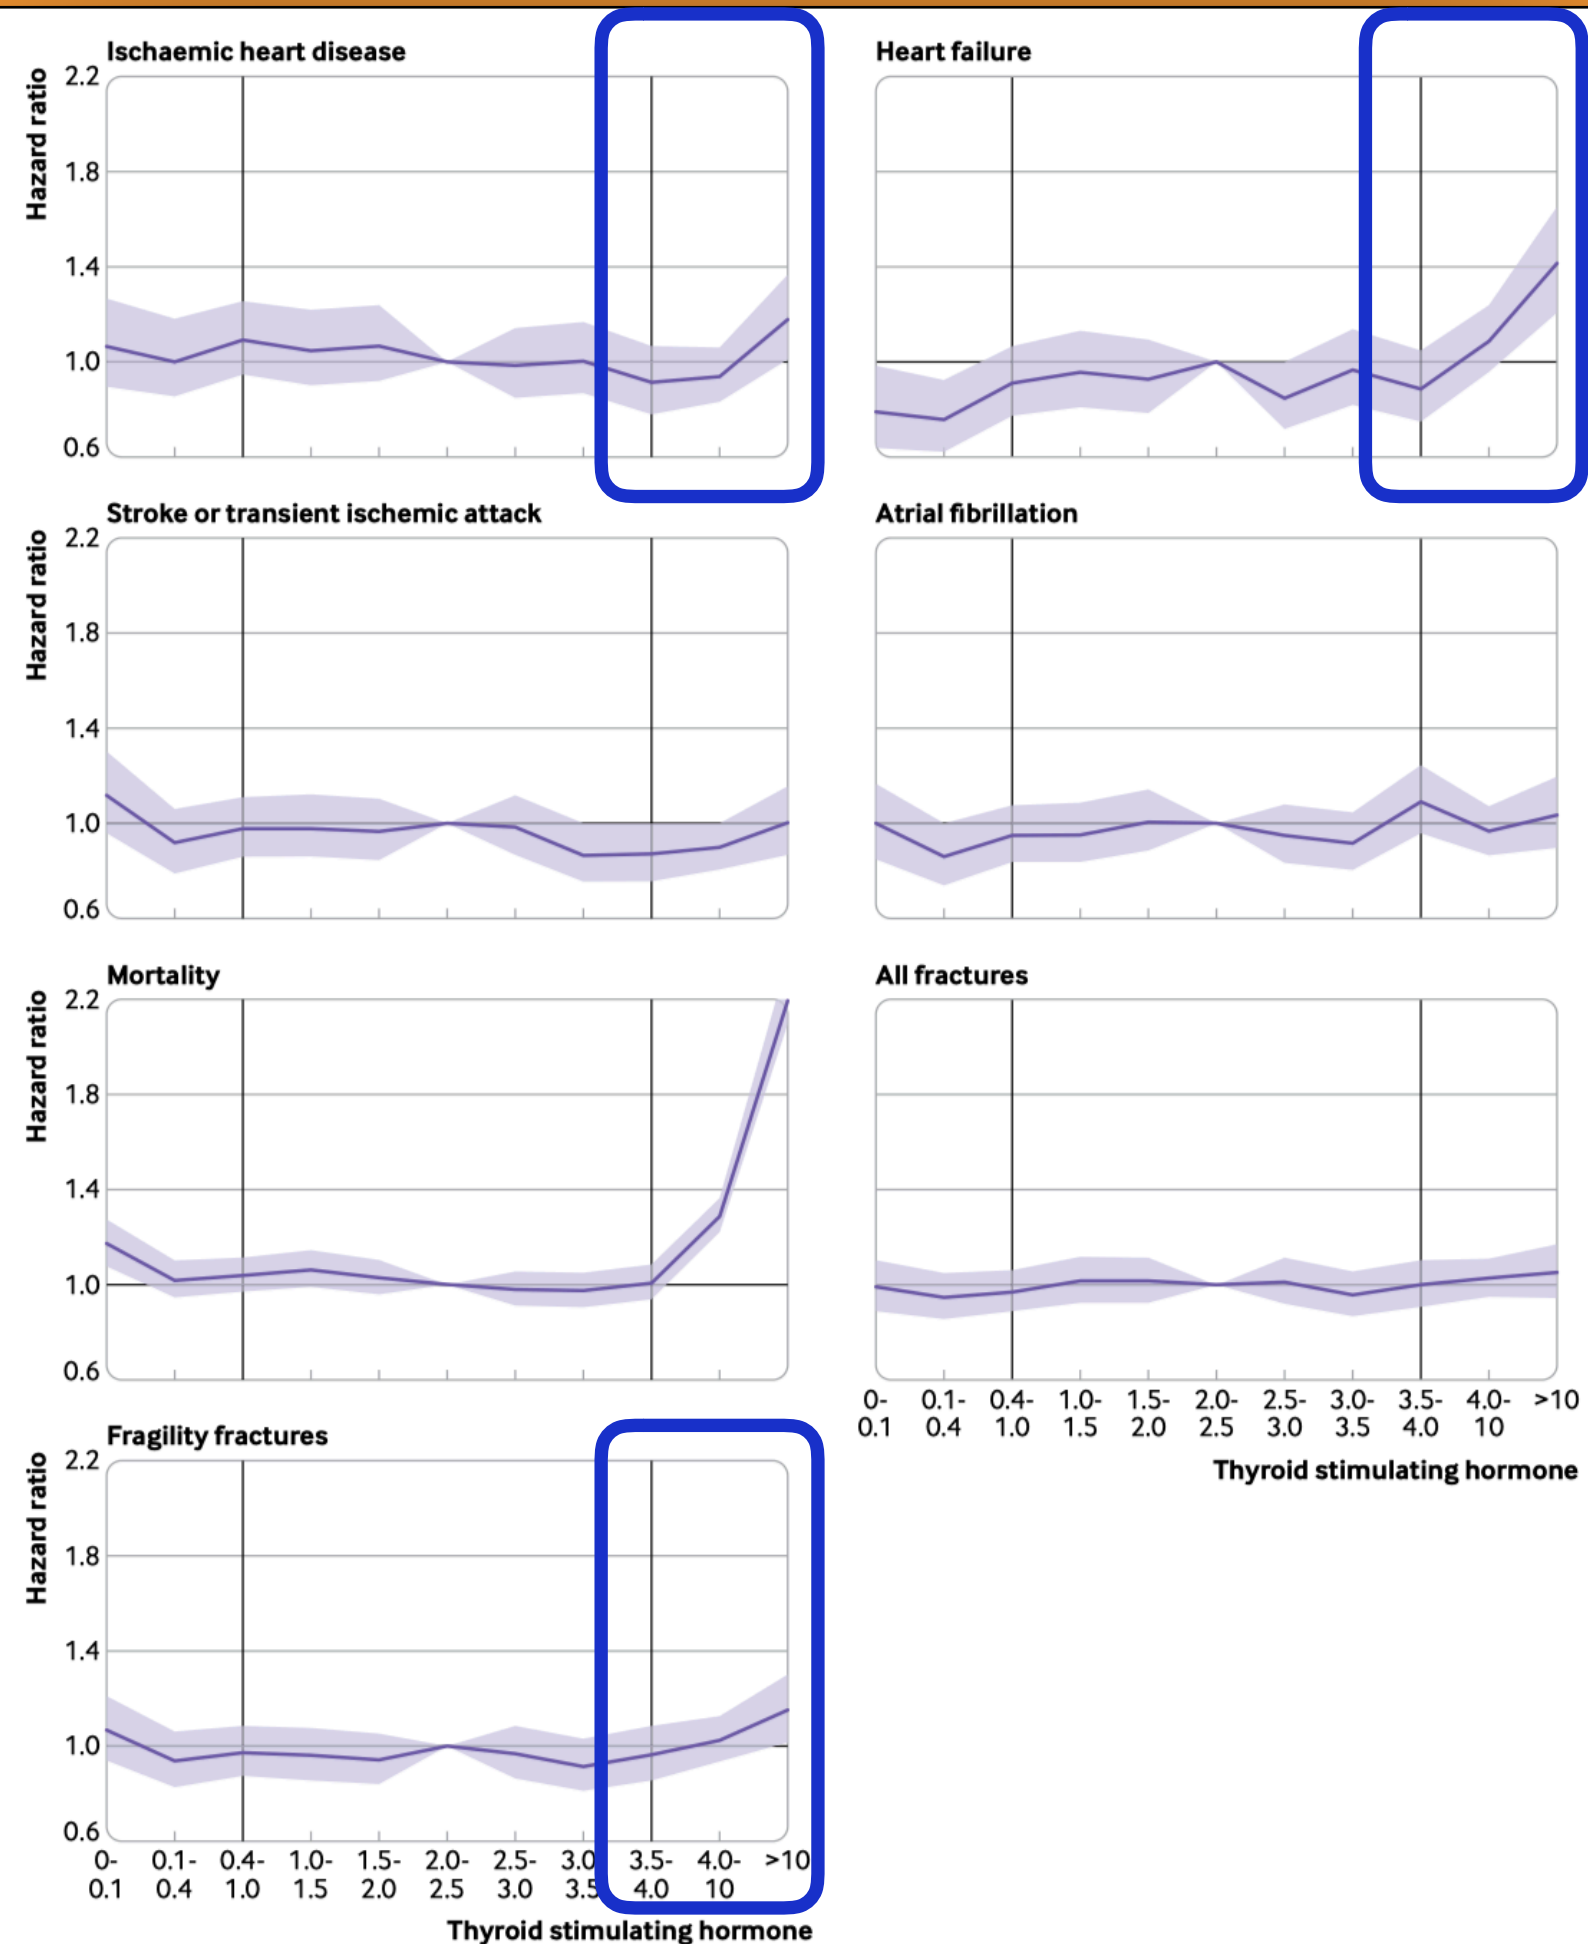 Ischaemic heart disease
Hazard ratio
2.2
1.8
1.4
1.0
0.6
Heart failure
Stroke or transient ischemic attack
Hazard ratio
2.2
1.8
1.4
1.0
0.6
Atrial fibrillation
Mortality
Hazard ratio
2.2
1.8
1.4
1.0
0.6
All fractures
0- 0.1- 0.4- 1.0- 1.5- 2.0- 2.5- 3.0- 3.5- 4.0- >10
0.1 0.4 1.0 1.5 2.0 2.5 3.0 3.5 4.0 10
Thyroid stimulating hormone
Fragility fractures
Hazard ratio
2.2
1.8
1.4
1.0
0.6
0- 0.1- 0.4- 1.0- 1.5- 2.0- 2.5- 3.0 3.5- 4.0- >10
0.1 0.4 1.0 1.5 2.0 2.5 3.0 3.5 4.0 10
Thyroid stimulating hormone